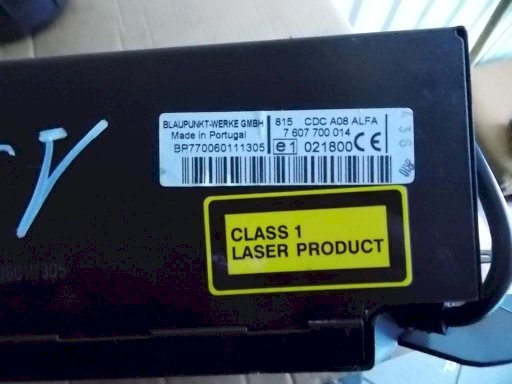 BLAUPUNKT-WERKE GMBH
Made in Portugal
BP770060111305
815 CDC A08 ALFA
7 607 700 014
e1 021800 CE
CLASS 1
LASER PRODUCT